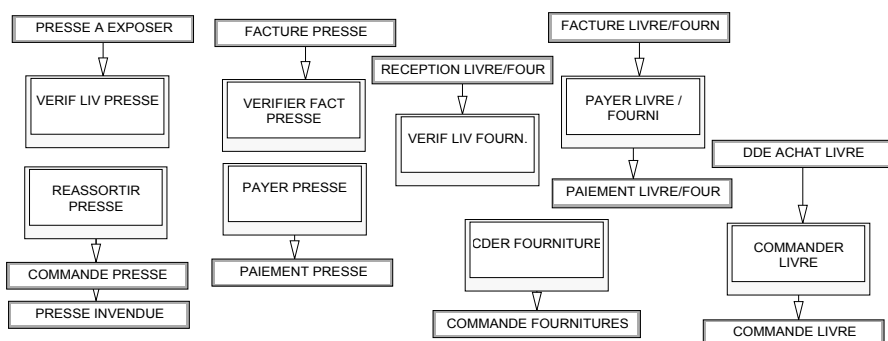 PRESSE A EXPOSER
FACTURE PRESSE
FACTURE LIVRE/FOURN
RECEPTION LIVRE/FOUR
VERIF LIV PRESSE
VERIFIER FACT
PRESSE
PAYER LIVRE /
FOURNI
VERIF LIV FOURN.
DDE ACHAT LIVRE
REASSORTIR
PRESSE
PAYER PRESSE
PAIEMENT LIVRE/FOUR
CDER FOURNITURE
COMMANDER
LIVRE
COMMANDE PRESSE
PAIEMENT PRESSE
PRESSE INVENDUE
COMMANDE FOURNITURES
COMMANDE LIVRE